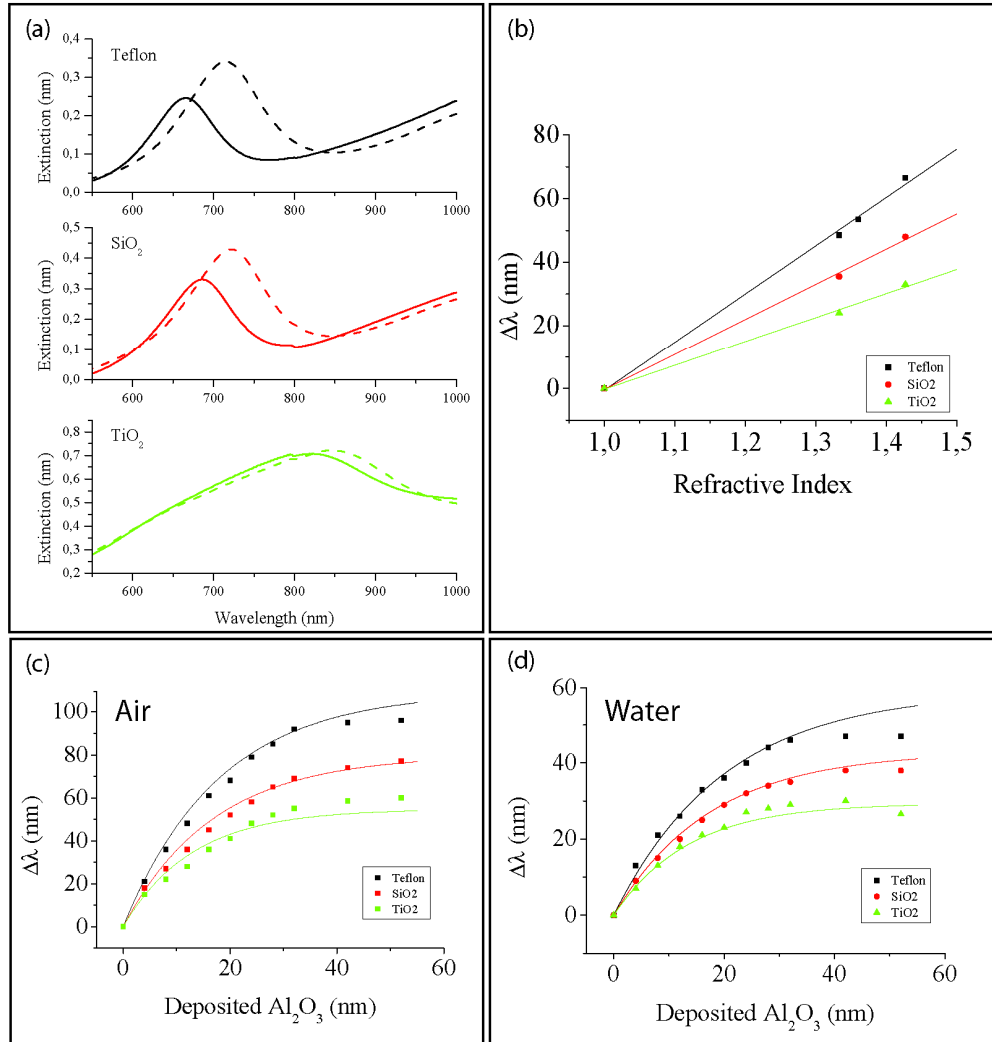 (a)
Teflon
0,4
0,3
0,2
0,1
0,0
Extinction (nm)
600 700 800 900 1000
SiO₂
0,5
0,4
0,3
0,2
0,1
0,0
Extinction (nm)
600 700 800 900 1000
TiO₂
0,8
0,7
0,6
0,5
0,4
0,3
0,2
Extinction (nm)
600 700 800 900 1000
Wavelength (nm)
(b)
80
60
40
20
0
Δλ (nm)
Teflon
SiO2
TiO2
1,0 1,1 1,2 1,3 1,4 1,5
Refractive Index
(c)
Air
100
80
60
40
20
0
Δλ (nm)
Teflon
SiO2
TiO2
0 20 40 60
Deposited Al₂O₃ (nm)
(d)
Water
60
40
20
0
Δλ (nm)
Teflon
SiO2
TiO2
0 20 40 60
Deposited Al₂O₃ (nm)